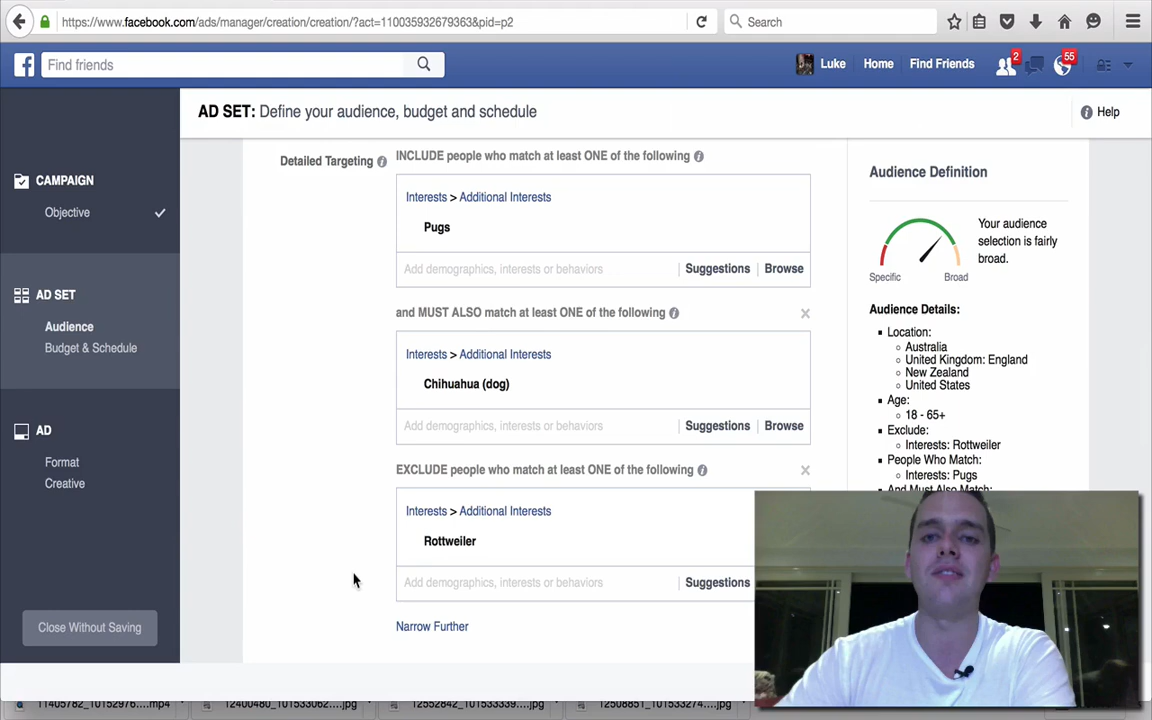 https://www.facebook.com/ads/manager/creation/creation/?act=110035932679363&pid=p2
Search
Find friends
Luke
Home
Find Friends
2
55
AD SET: Define your audience, budget and schedule
Help
CAMPAIGN
Objective
AD SET
Audience
Budget & Schedule
AD
Format
Creative
Close Without Saving
Detailed Targeting
INCLUDE people who match at least ONE of the following
Interests > Additional Interests
Pugs
Add demographics, interests or behaviors
Suggestions
Browse
and MUST ALSO match at least ONE of the following
Interests > Additional Interests
Chihuahua (dog)
Add demographics, interests or behaviors
Suggestions
Browse
EXCLUDE people who match at least ONE of the following
Interests > Additional Interests
Rottweiler
Add demographics, interests or behaviors
Suggestions
Narrow Further
Audience Definition
Your audience
selection is fairly
broad.
Specific
Broad
Audience Details:
Location:
Australia
United Kingdom: England
New Zealand
United States
Age:
18 - 65+
Exclude:
Interests: Rottweiler
People Who Match:
Interests: Pugs
And Must Also Match:
11405782_10152976....mp4
12400480_101533062....jpg
12552842_101533339....jpg
12508851_101533274....jpg